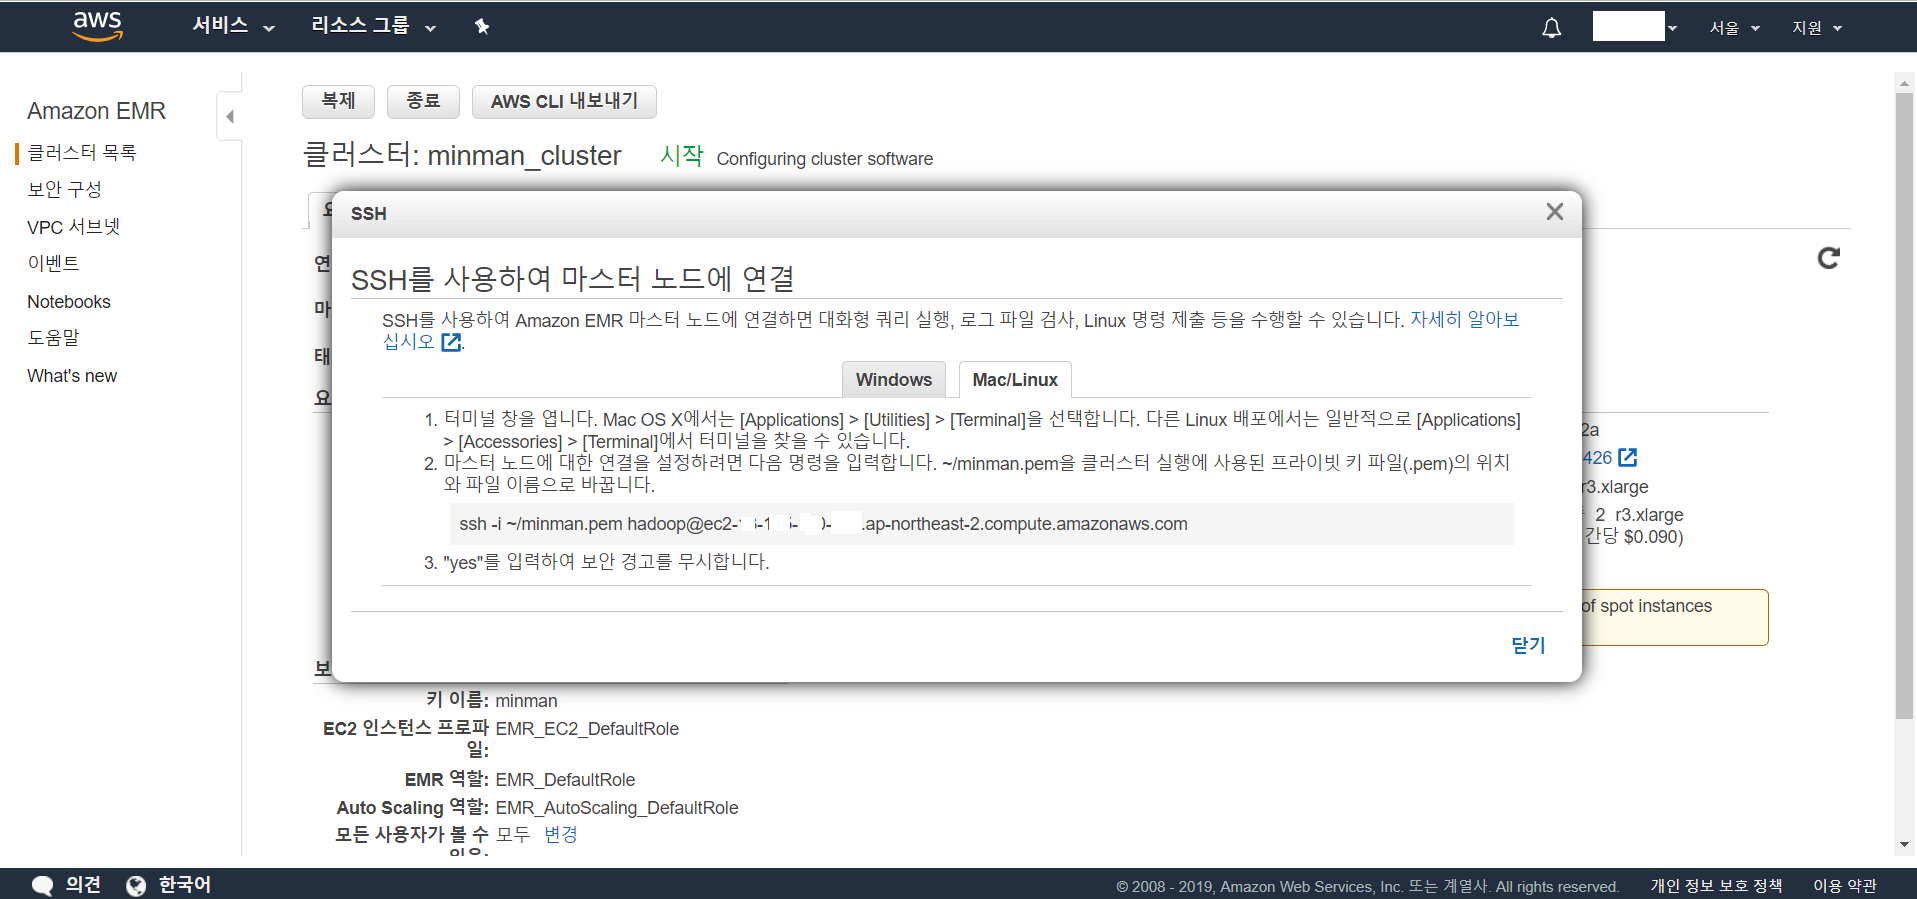 aws
서비스
리소스 그룹
서울
지원
Amazon EMR
클러스터 목록
보안 구성
VPC 서브넷
이벤트
Notebooks
도움말
What's new
복제
종료
AWS CLI 내보내기
클러스터: minman_cluster
시작
Configuring cluster software
SSH
SSH를 사용하여 마스터 노드에 연결
SSH를 사용하여 Amazon EMR 마스터 노드에 연결하면 대화형 쿼리 실행, 로그 파일 검사, Linux 명령 제출 등을 수행할 수 있습니다. 자세히 알아보
십시오 .
Windows
Mac/Linux
1. 터미널 창을 엽니다. Mac OS X에서는 [Applications] > [Utilities] > [Terminal]을 선택합니다. 다른 Linux 배포에서는 일반적으로 [Applications]
> [Accessories] > [Terminal]에서 터미널을 찾을 수 있습니다.
2. 마스터 노드에 대한 연결을 설정하려면 다음 명령을 입력합니다. ~/minman.pem을 클러스터 실행에 사용된 프라이빗 키 파일(.pem)의 위치
와 파일 이름으로 바꿉니다.
ssh -i ~/minman.pem hadoop@ec2- .ap-northeast-2.compute.amazonaws.com
3. "yes"를 입력하여 보안 경고를 무시합니다.
닫기
연
마
태
요
2a
426
r3.xlarge
2 r3.xlarge
간당 $0.090)
of spot instances
보
키 이름: minman
EC2 인스턴스 프로파 EMR_EC2_DefaultRole
일:
EMR 역할: EMR_DefaultRole
Auto Scaling 역할: EMR_AutoScaling_DefaultRole
모든 사용자가 볼 수 모두 변경
의견
한국어
© 2008 - 2019, Amazon Web Services, Inc. 또는 계열사. All rights reserved.
개인 정보 보호 정책
이용 약관